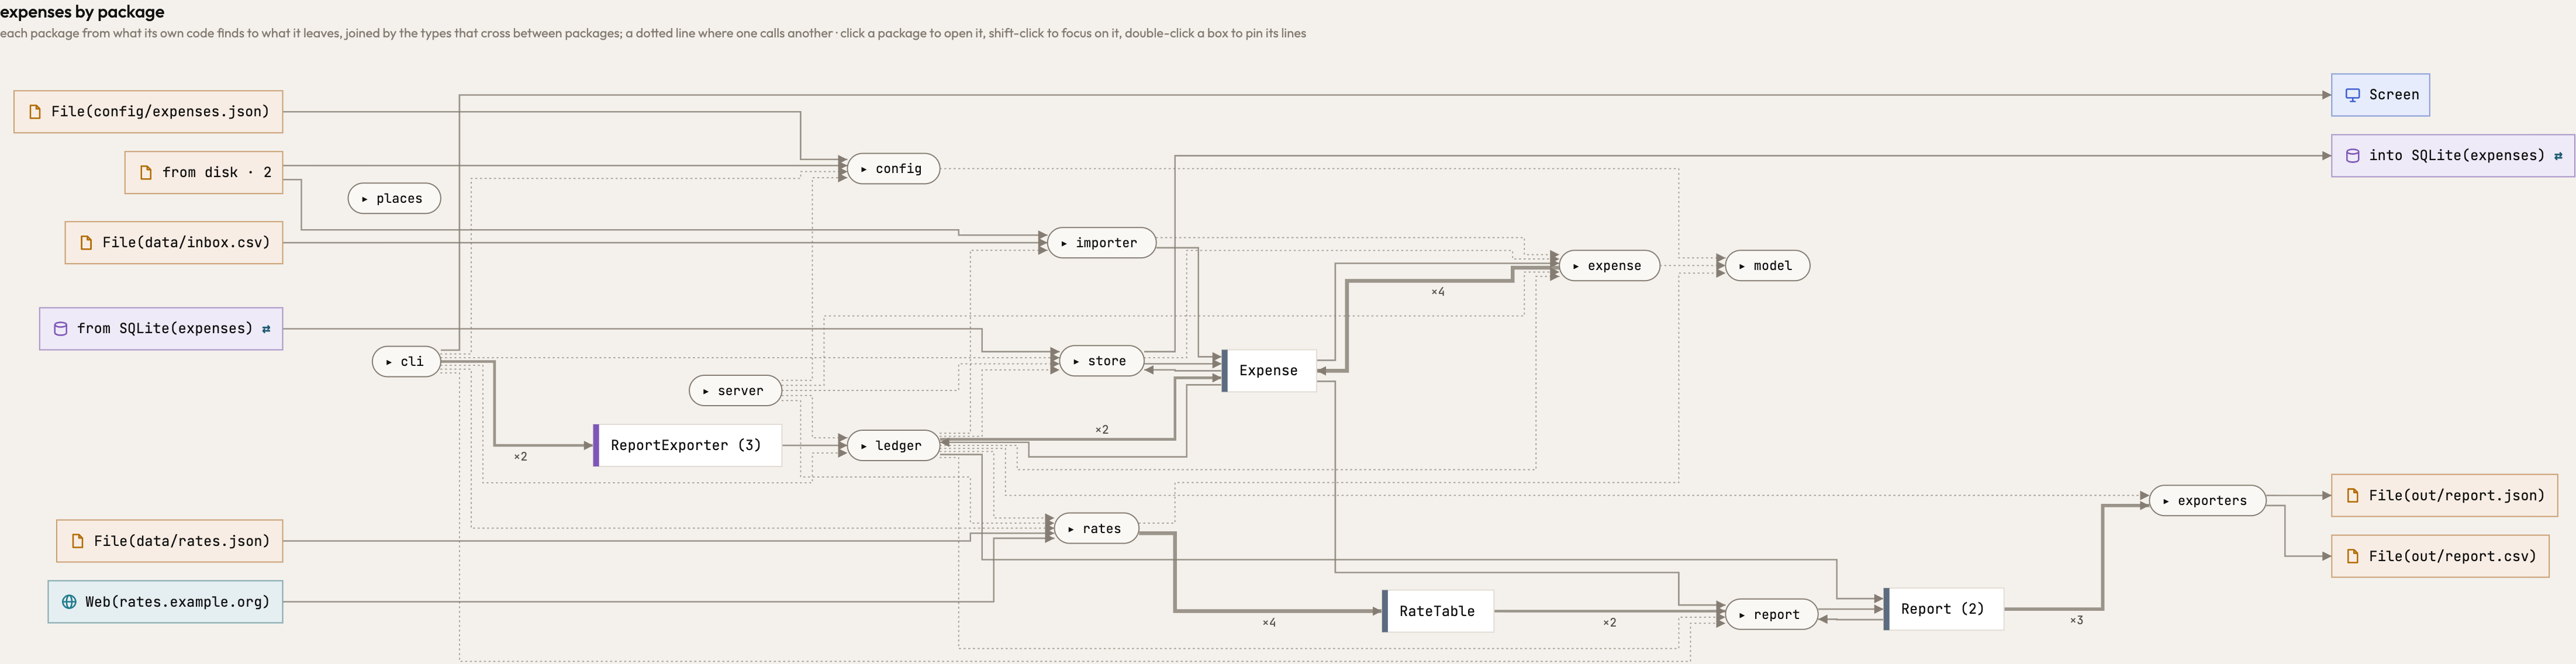 expenses by package
each package from what its own code finds to what it leaves, joined by the types that cross between packages; a dotted line where one calls another · click a package to open it, shift-click to focus on it, double-click a box to pin its lines
File(config/expenses.json)
from disk · 2
File(data/inbox.csv)
from SQLite(expenses) ⇄
File(data/rates.json)
Web(rates.example.org)
▸ places
▸ cli
×2
ReportExporter (3)
▸ server
▸ config
▸ ledger
▸ importer
▸ store
▸ rates
×2
Expense
×4
×4
RateTable
×2
▸ expense
▸ model
▸ report
Report (2)
×3
▸ exporters
Screen
into SQLite(expenses) ⇄
File(out/report.json)
File(out/report.csv)